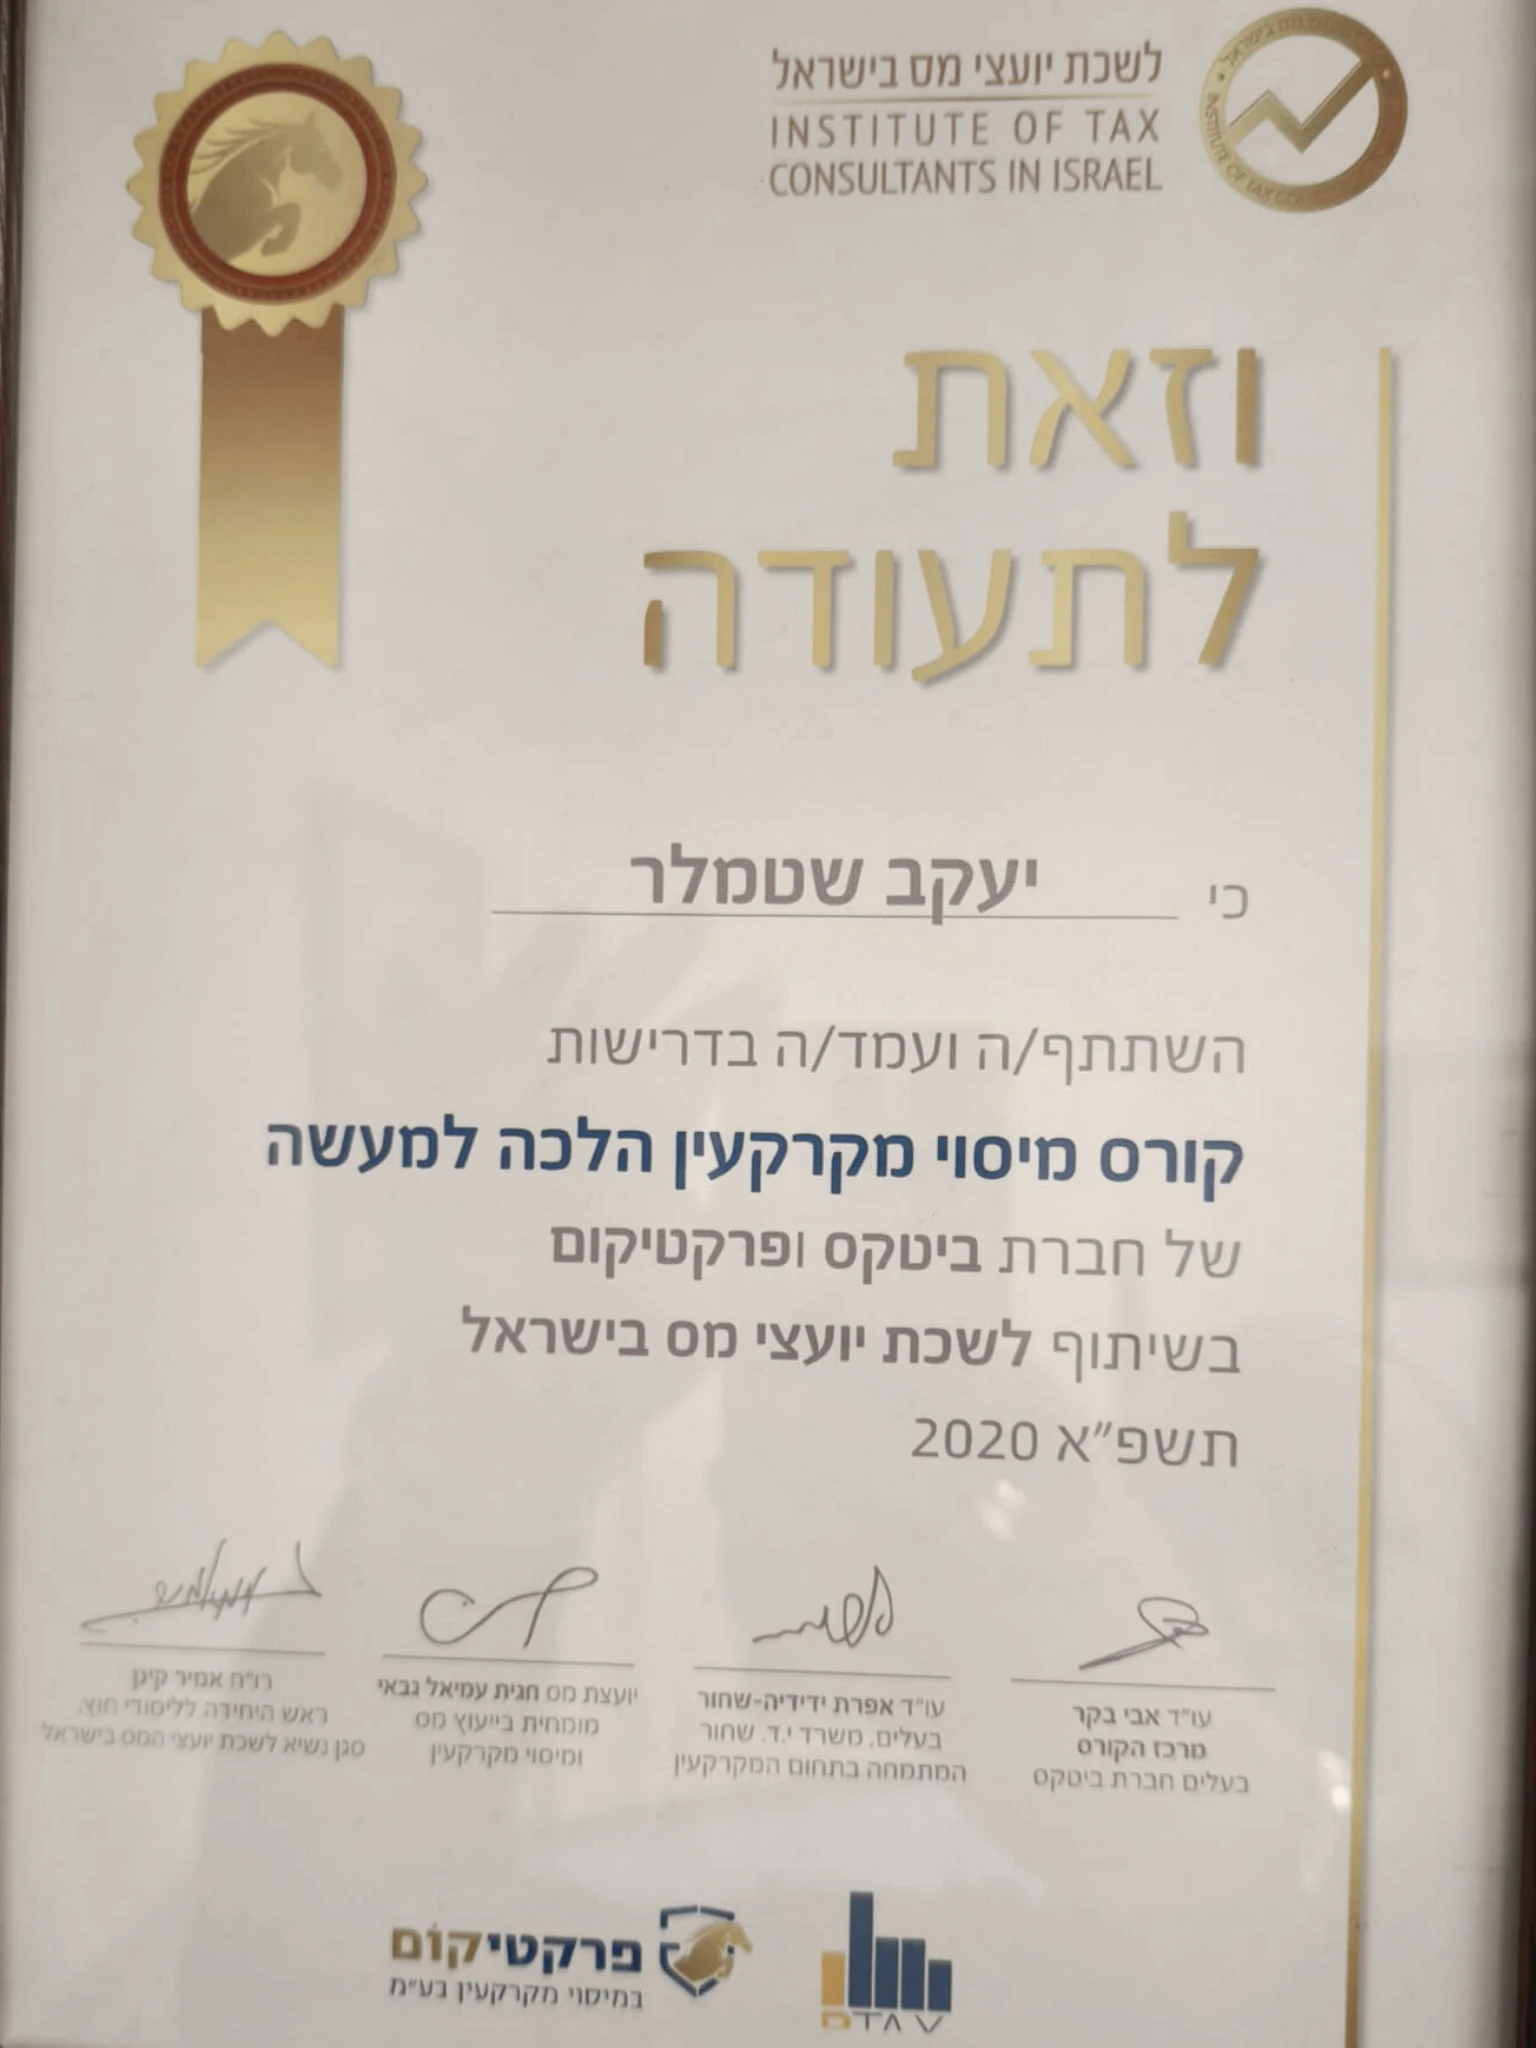 לשכת יועצי מס בישראל
INSTITUTE OF TAX
CONSULTANTS IN ISRAEL
וזאת
לתעודה
כי יעקב שטמלר
השתתף/ה ועמד/ה בדרישות
קורס מיסוי מקרקעין הלכה למעשה
של חברת ביטקס ופרקטיקום
בשיתוף לשכת יועצי מס בישראל
תשפ״א 2020
עו״ד אבי בקר
מרכז הקורס
בעלים חברת ביטקס
עו״ד אפרת ידידיה-שחור
בעלים, משרד י.ד. שחור
המתמחה בתחום המקרקעין
יועצת מס חגית עמיאל גבאי
מומחית בייעוץ מס
ומיסוי מקרקעין
רו״ח אמיר קינן
ראש היחידה ללימודי חוץ,
סגן נשיא לשכת יועצי המס בישראל
פרקטיקום
במיסוי מקרקעין בע״מ